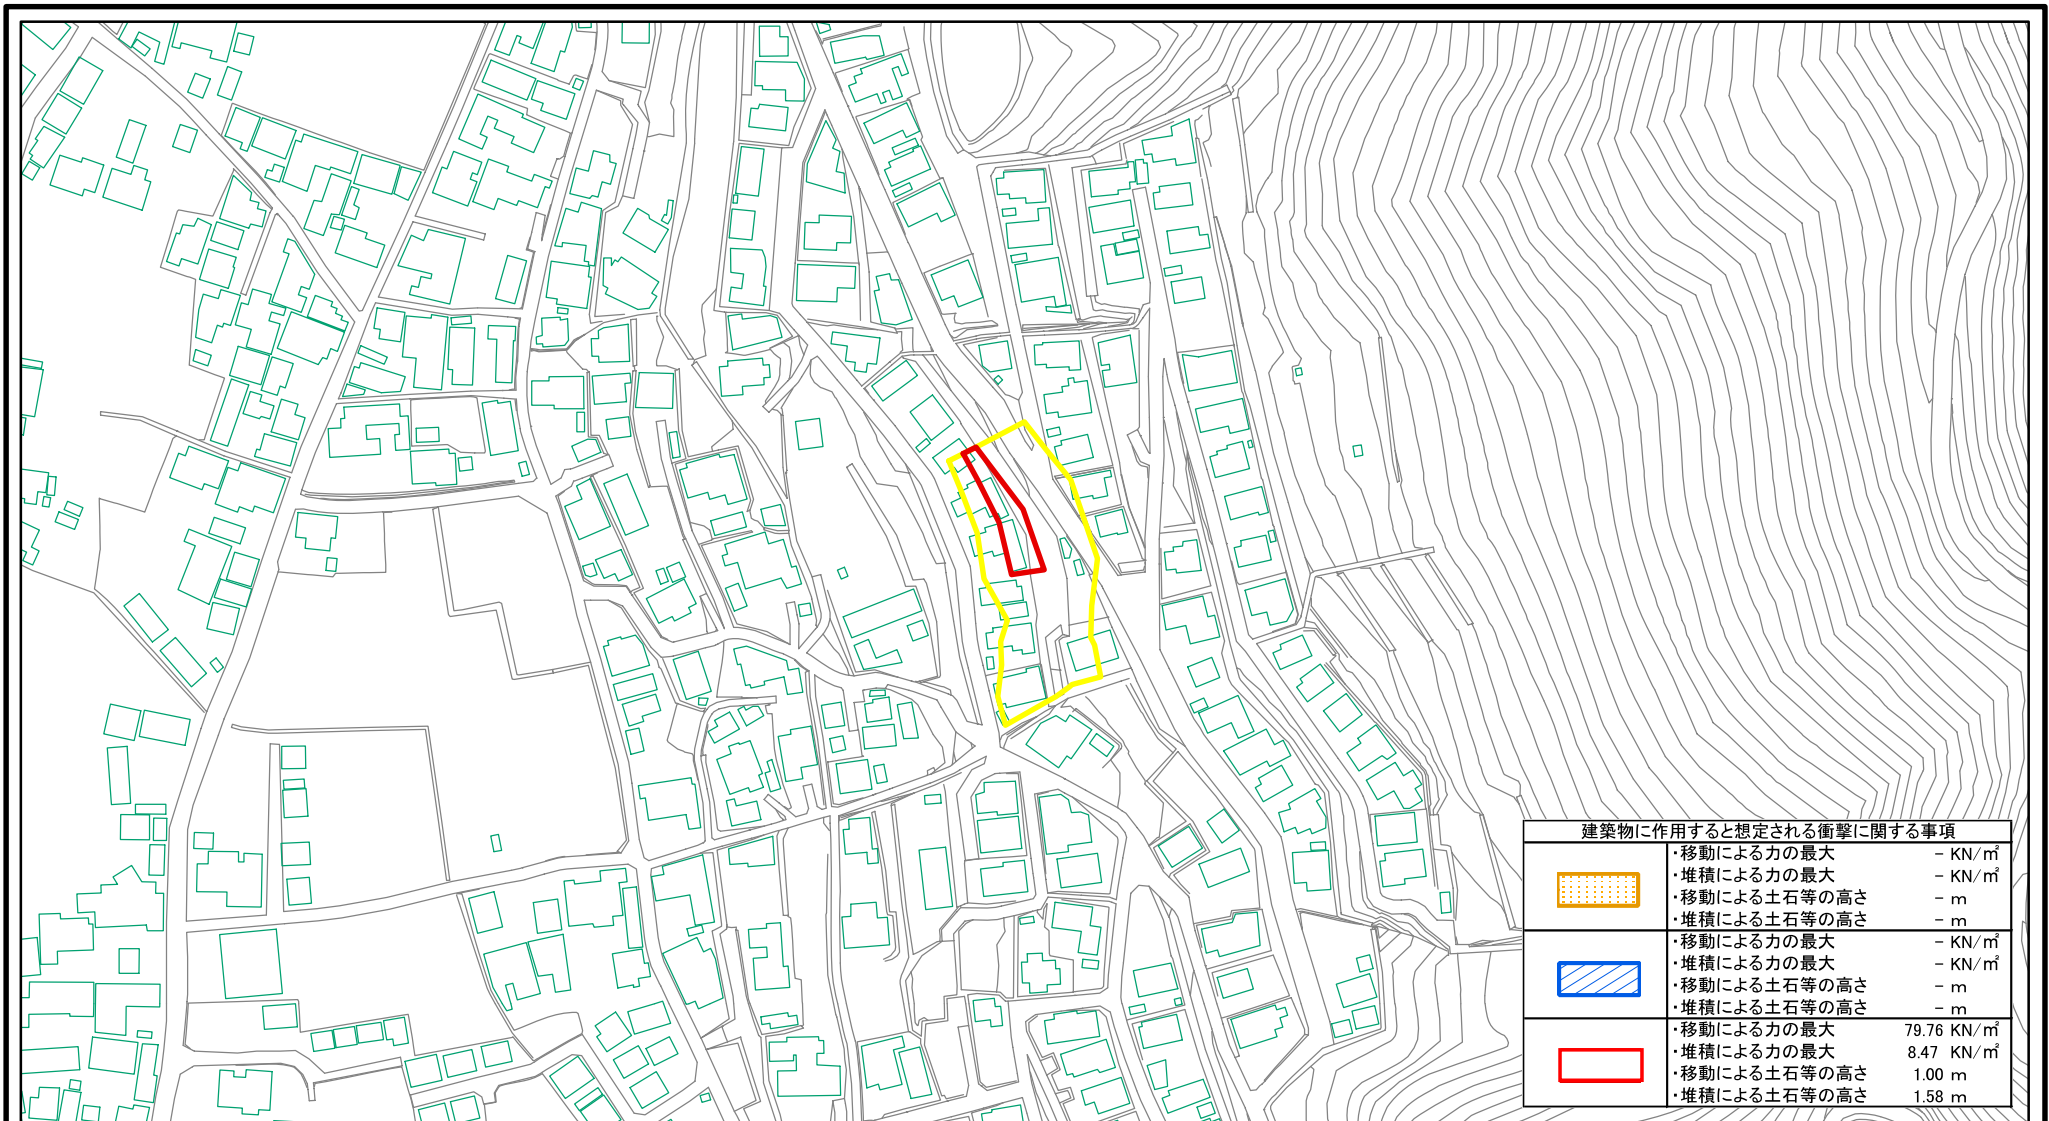 建築物に作用すると想定される衝撃に関する事項
・移動による力の最大 － KN/㎡
・堆積による力の最大 － KN/㎡
・移動による土石等の高さ － m
・堆積による土石等の高さ － m
・移動による力の最大 － KN/㎡
・堆積による力の最大 － KN/㎡
・移動による土石等の高さ － m
・堆積による土石等の高さ － m
・移動による力の最大 79.76 KN/㎡
・堆積による力の最大 8.47 KN/㎡
・移動による土石等の高さ 1.00 m
・堆積による土石等の高さ 1.58 m